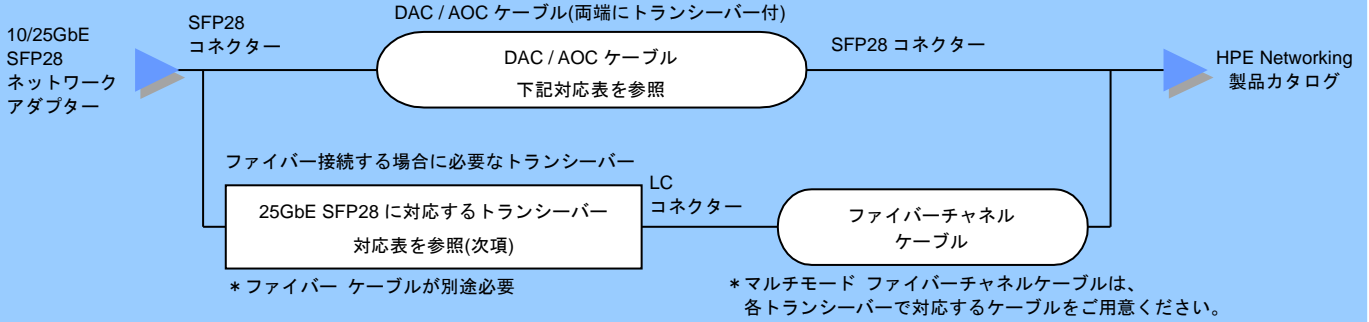 DAC / AOC ケーブル(両端にトランシーバー付)
10/25GbE
SFP28
ネットワーク
アダプター
SFP28
コネクター
DAC / AOC ケーブル
下記対応表を参照
SFP28 コネクター
HPE Networking
製品カタログ
ファイバー接続する場合に必要なトランシーバー
25GbE SFP28 に対応するトランシーバー
対応表を参照(次項)
LC
コネクター
ファイバーチャネル
ケーブル
*ファイバー ケーブルが別途必要
*マルチモード ファイバーチャネルケーブルは、
各トランシーバーで対応するケーブルをご用意ください。